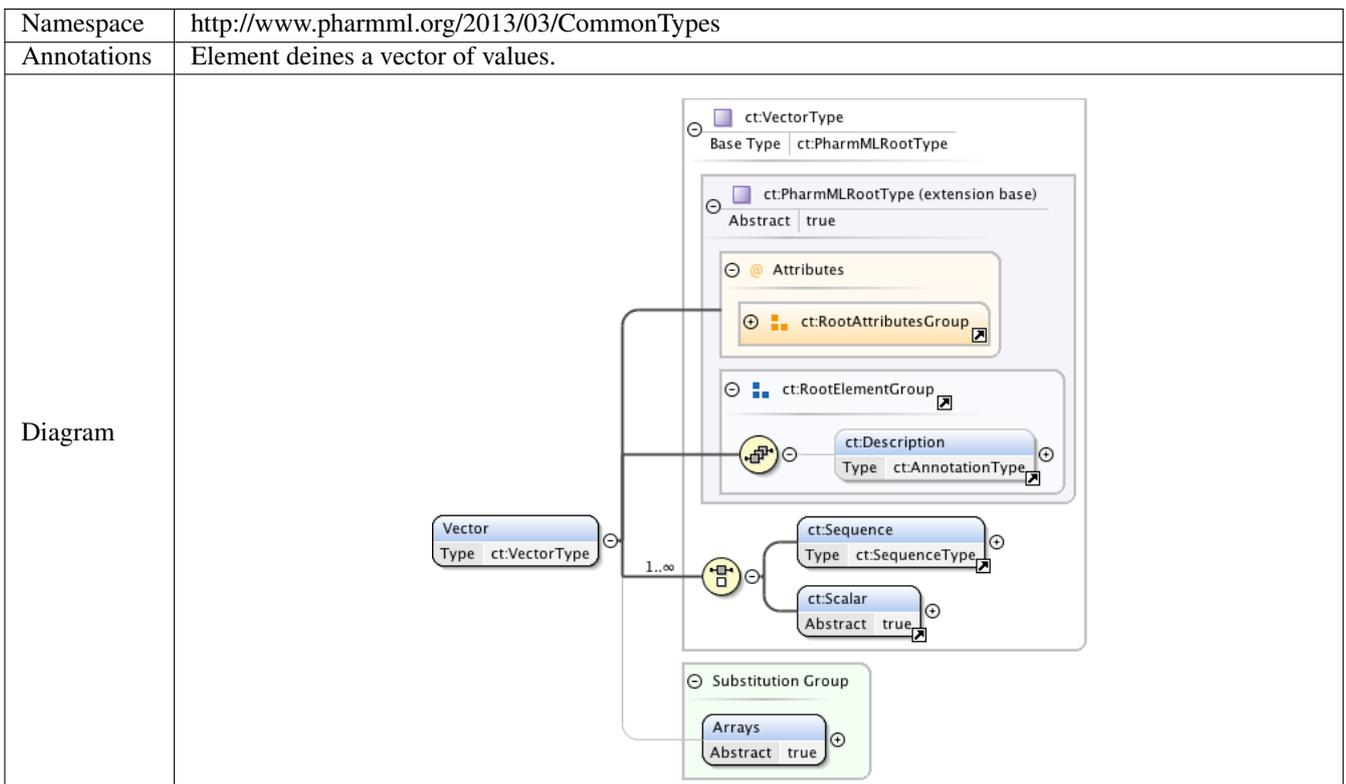 Namespace http://www.pharmml.org/2013/03/CommonTypes
Annotations Element deines a vector of values.
Diagram
ct:VectorType
Base Type ct:PharmMLRootType
ct:PharmMLRootType (extension base)
Abstract true
@ Attributes
ct:RootAttributesGroup
ct:RootElementGroup
ct:Description
Type ct:AnnotationType
Vector
Type ct:VectorType
1..∞
ct:Sequence
Type ct:SequenceType
ct:Scalar
Abstract true
Substitution Group
Arrays
Abstract true